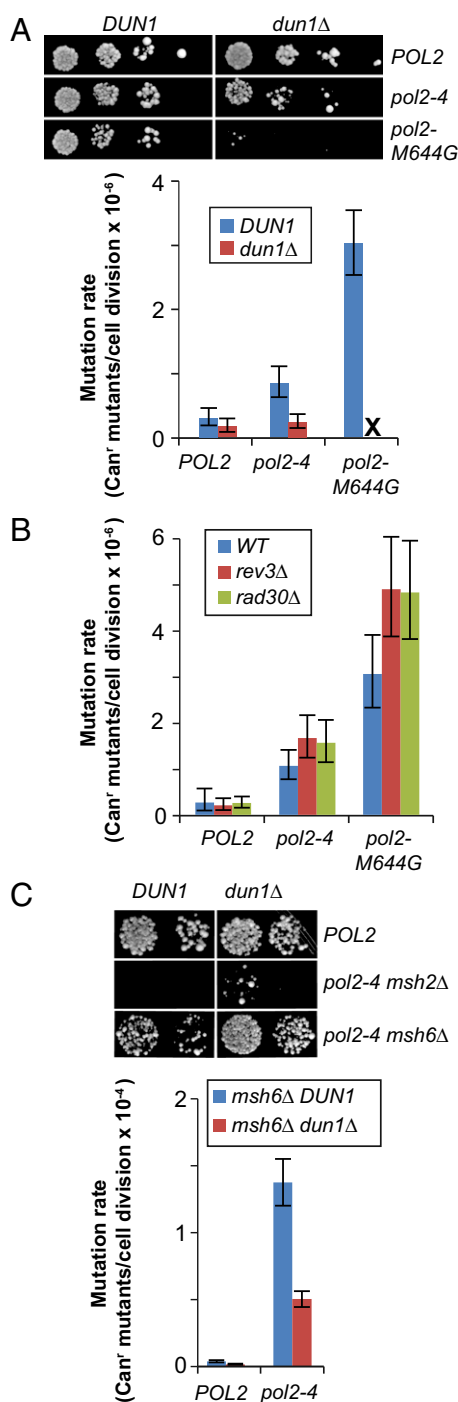 A
DUN1 dun1Δ
POL2
pol2-4
pol2-
M644G
Mutation rate
(Canʳ mutants/cell division x 10⁻⁶)
4
2
0
DUN1
dun1Δ
X
POL2 pol2-4 pol2-
M644G
B
Mutation rate
(Canʳ mutants/cell division x 10⁻⁶)
6
4
2
0
WT
rev3Δ
rad30Δ
POL2 pol2-4 pol2-
M644G
C
DUN1 dun1Δ
POL2
pol2-4 msh2Δ
pol2-4 msh6Δ
Mutation rate
(Canʳ mutants/cell division x 10⁻⁴)
2
1
0
msh6Δ DUN1
msh6Δ dun1Δ
POL2 pol2-4